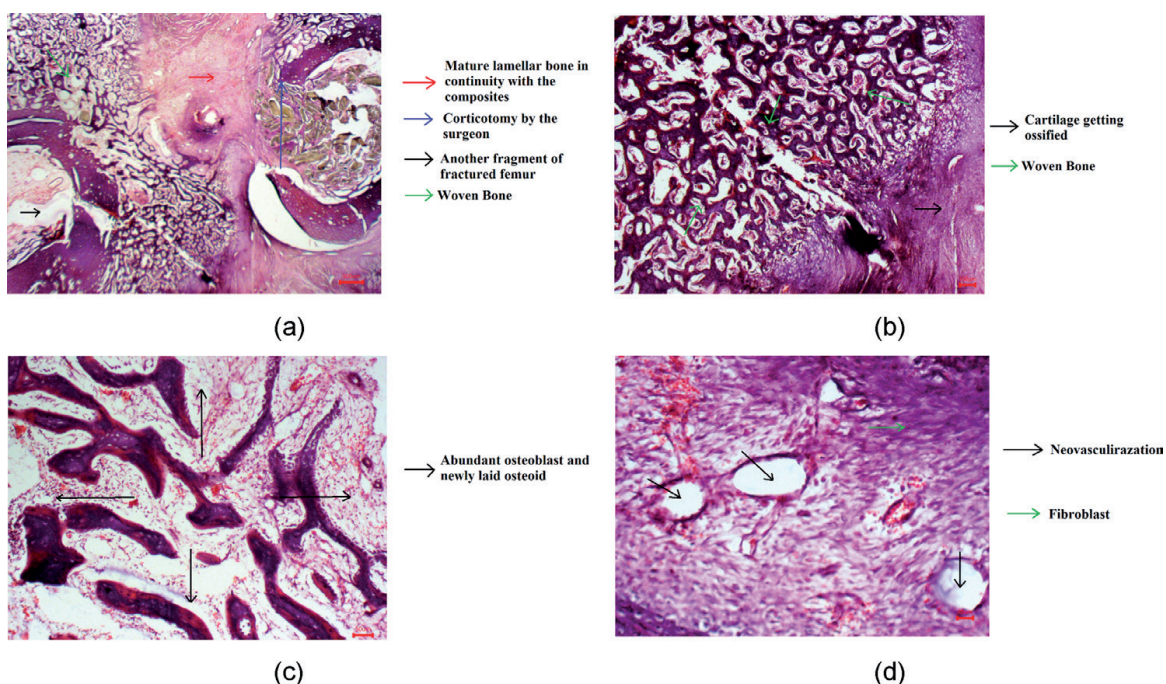 Mature lamellar bone in
continuity with the
composites
Corticotomy by the
surgeon
Another fragment of
fractured femur
Woven Bone
(a)
Cartilage getting
ossified
Woven Bone
(b)
Abundant osteoblast and
newly laid osteoid
(c)
Neovasculirazation
Fibroblast
(d)